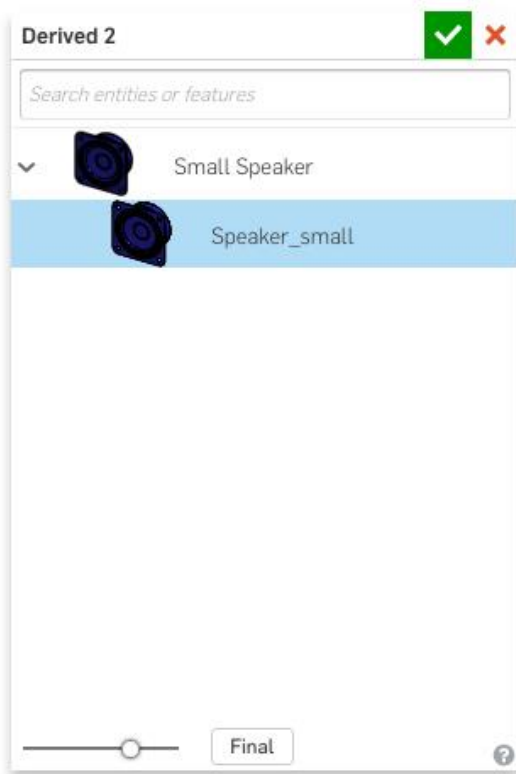 Derived 2
Search entities or features
Small Speaker
Speaker_small
Final
?